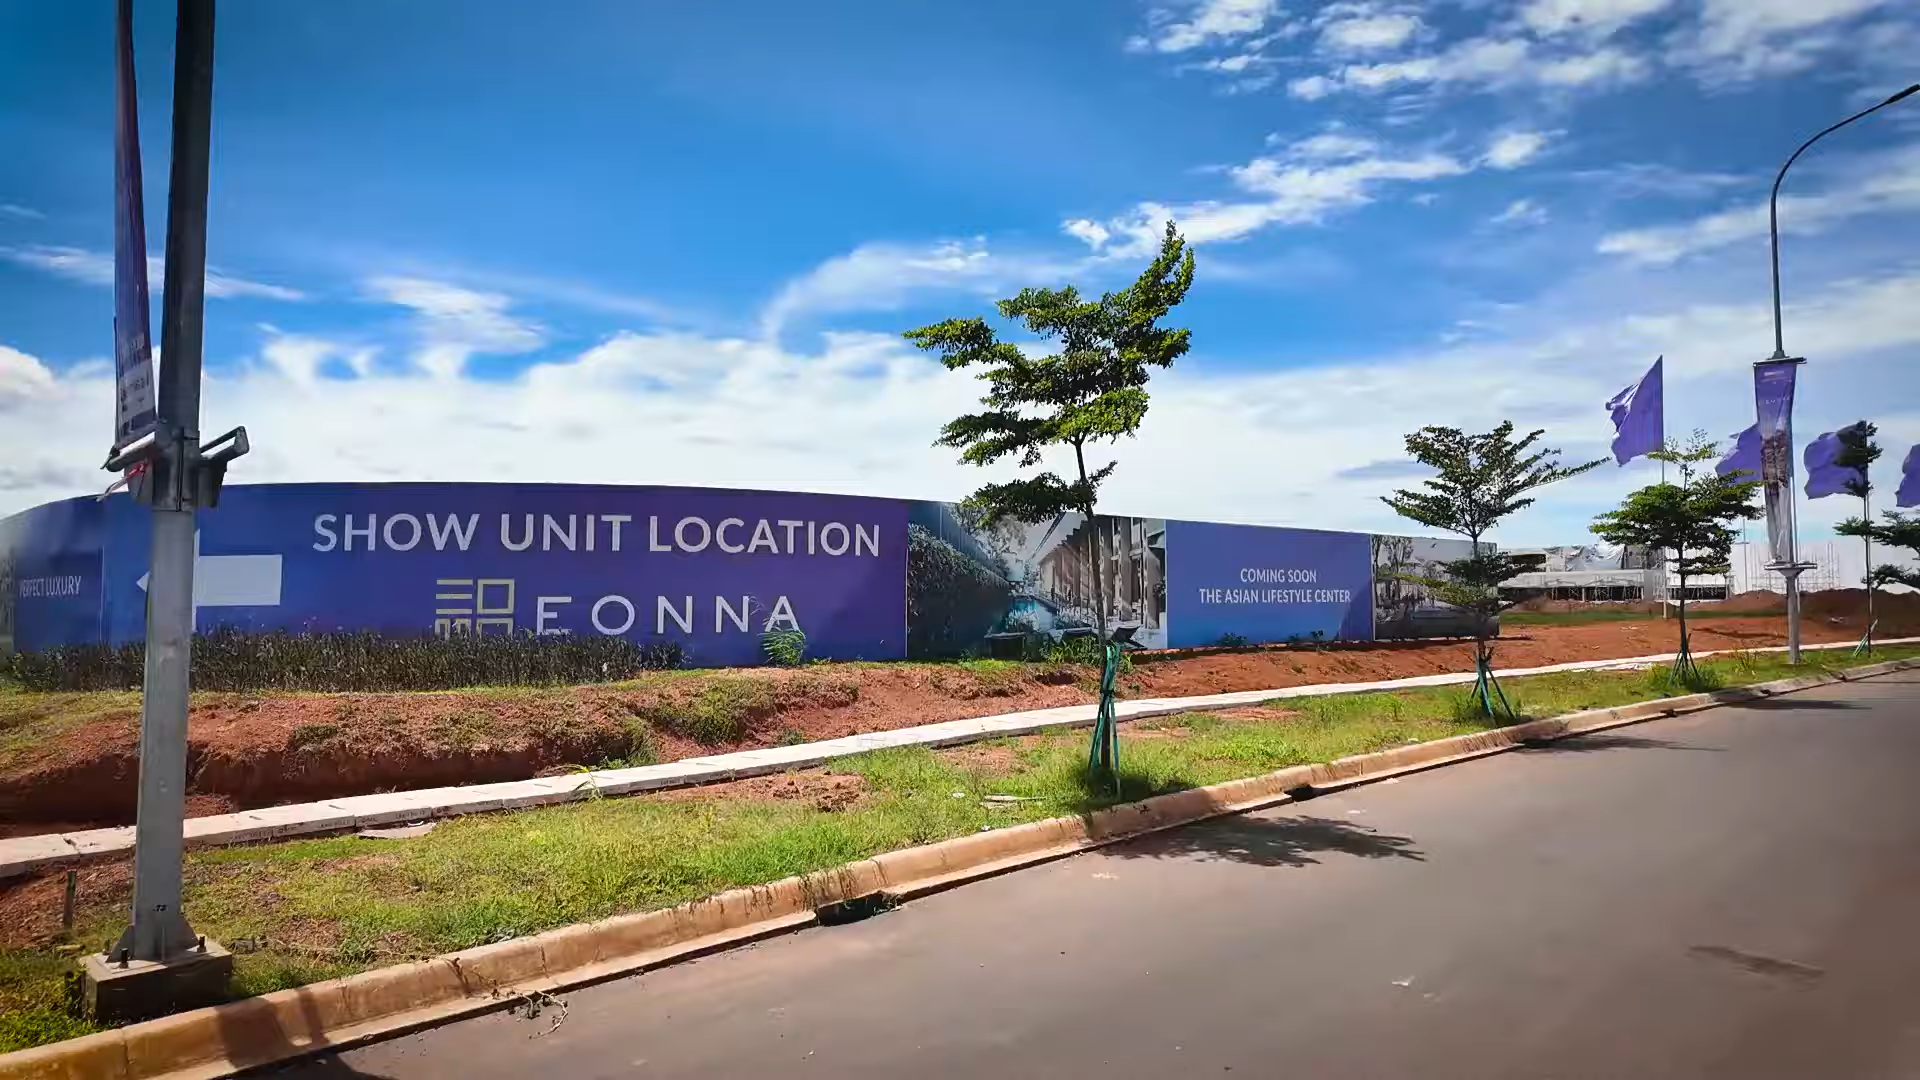 PERFECT LUXURY
SHOW UNIT LOCATION
EONNA
COMING SOON
THE ASIAN LIFESTYLE CENTER